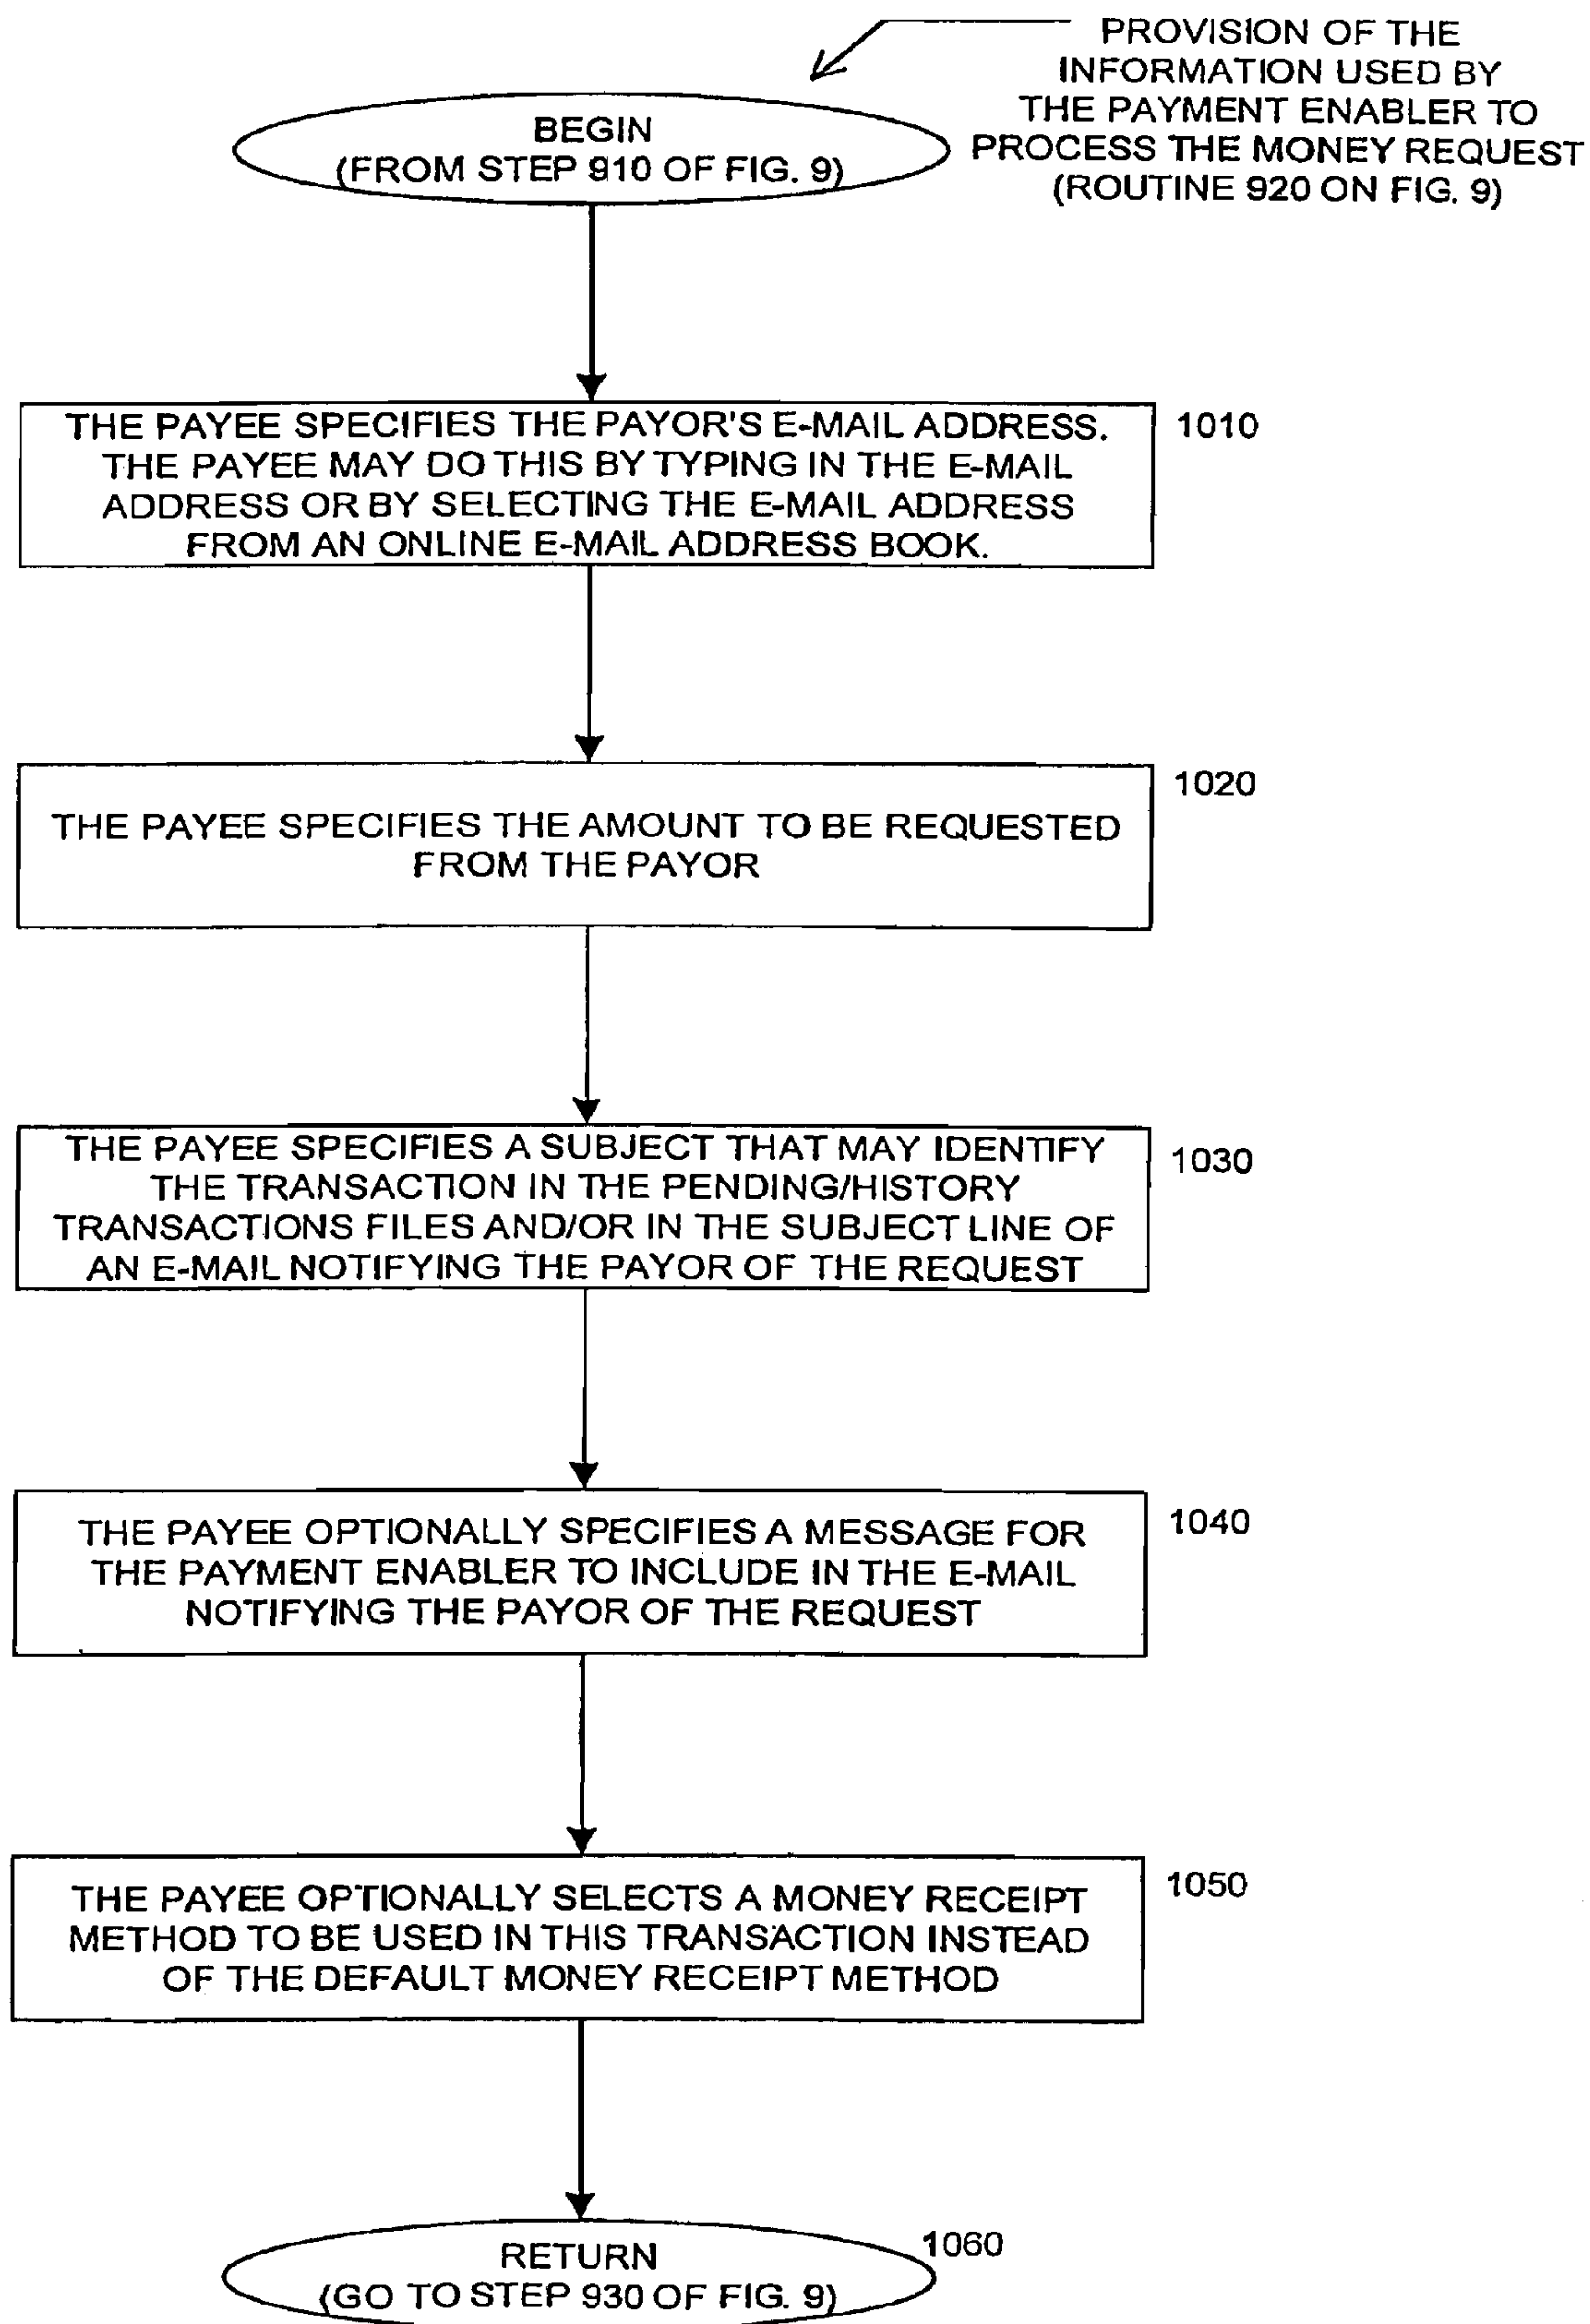 PROVISION OF THE
INFORMATION USED BY
THE PAYMENT ENABLER TO
PROCESS THE MONEY REQUEST
(ROUTINE 920 ON FIG. 9)
BEGIN
(FROM STEP 910 OF FIG. 9)
THE PAYEE SPECIFIES THE PAYOR'S E-MAIL ADDRESS.
THE PAYEE MAY DO THIS BY TYPING IN THE E-MAIL
ADDRESS OR BY SELECTING THE E-MAIL ADDRESS
FROM AN ONLINE E-MAIL ADDRESS BOOK.
1010
THE PAYEE SPECIFIES THE AMOUNT TO BE REQUESTED
FROM THE PAYOR
1020
THE PAYEE SPECIFIES A SUBJECT THAT MAY IDENTIFY
THE TRANSACTION IN THE PENDING/HISTORY
TRANSACTIONS FILES AND/OR IN THE SUBJECT LINE OF
AN E-MAIL NOTIFYING THE PAYOR OF THE REQUEST
1030
THE PAYEE OPTIONALLY SPECIFIES A MESSAGE FOR
THE PAYMENT ENABLER TO INCLUDE IN THE E-MAIL
NOTIFYING THE PAYOR OF THE REQUEST
1040
THE PAYEE OPTIONALLY SELECTS A MONEY RECEIPT
METHOD TO BE USED IN THIS TRANSACTION INSTEAD
OF THE DEFAULT MONEY RECEIPT METHOD
1050
RETURN
(GO TO STEP 930 OF FIG. 9)
1060